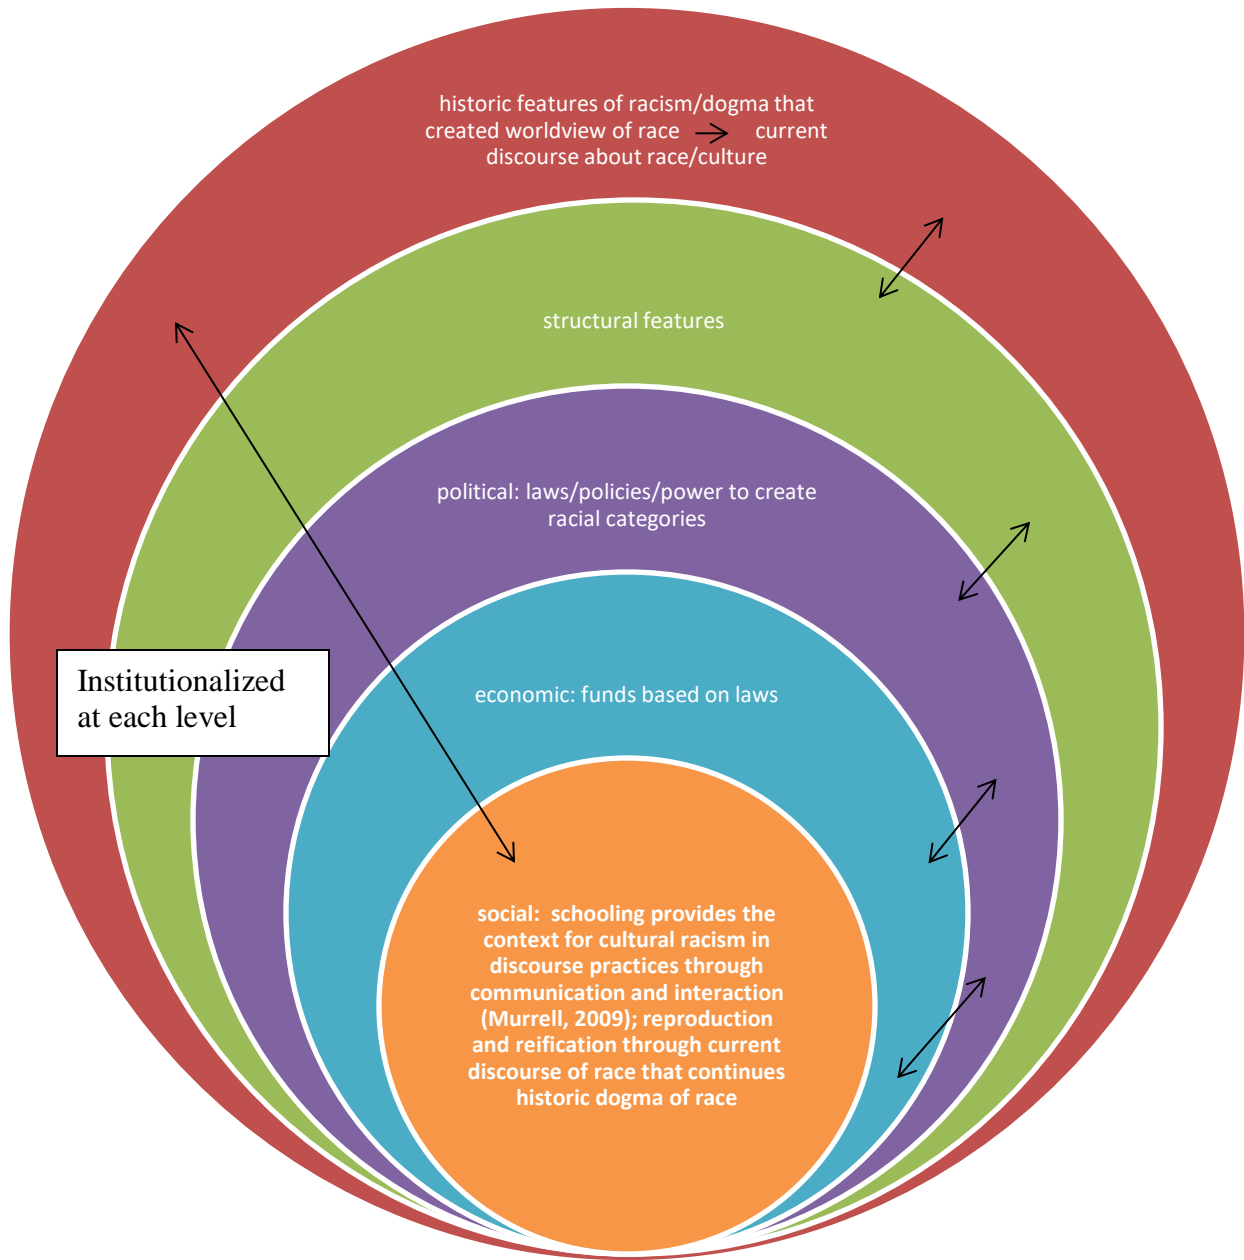 historic features of racism/dogma that
created worldview of race → current
discourse about race/culture
structural features
political: laws/policies/power to create
racial categories
Institutionalized
at each level
economic: funds based on laws
social:  schooling provides the
context for cultural racism in
discourse practices through
communication and interaction
(Murrell, 2009); reproduction
and reification through current
discourse of race that continues
historic dogma of race